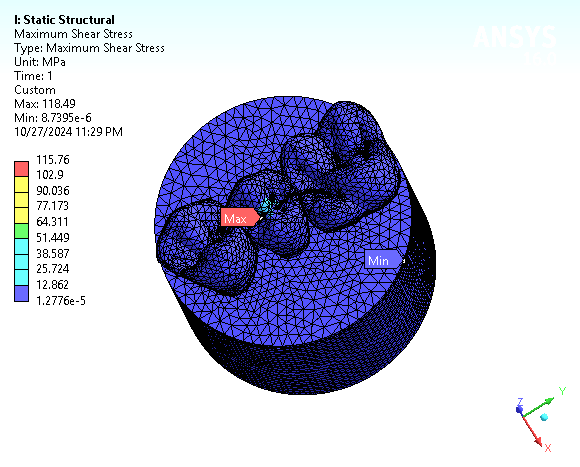 I: Static Structural
Maximum Shear Stress
Type: Maximum Shear Stress
Unit: MPa
Time: 1
Custom
Max: 118.49
Min: 8.7395e-6
10/27/2024 11:29 PM
ANSYS
115.76
102.9
90.036
77.173
64.311
51.449
38.587
25.724
12.862
1.2776e-5
Max
Min
Z
Y
X